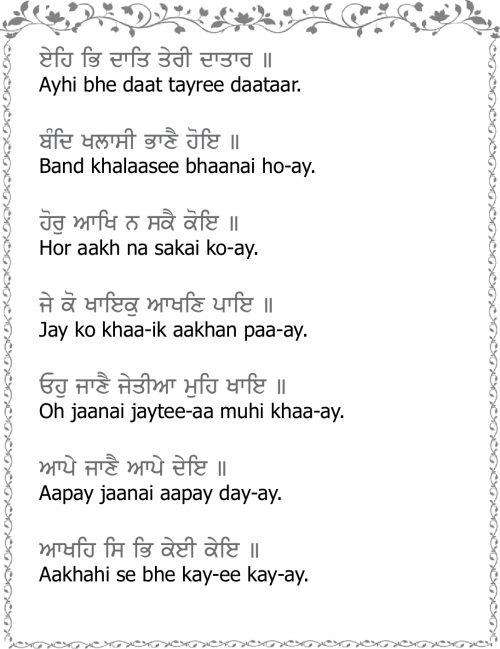 ਏਹਿ ਭਿ ਦਾਤਿ ਤੇਰੀ ਦਾਤਾਰ ॥
Ayhi bhe daat tayree daataar.
ਬੰਦਿ ਖਲਾਸੀ ਭਾਣੈ ਹੋਇ ॥
Band khalaasee bhaanai ho-ay.
ਹੋਰੁ ਆਖਿ ਨ ਸਕੈ ਕੋਇ ॥
Hor aakh na sakai ko-ay.
ਜੇ ਕੋ ਖਾਇਕੁ ਆਖਣਿ ਪਾਇ ॥
Jay ko khaa-ik aakhan paa-ay.
ਓਹੁ ਜਾਣੈ ਜੇਤੀਆ ਮੁਹਿ ਖਾਇ ॥
Oh jaanai jaytee-aa muhi khaa-ay.
ਆਪੇ ਜਾਣੈ ਆਪੇ ਦੇਇ ॥
Aapay jaanai aapay day-ay.
ਆਖਹਿ ਸਿ ਭਿ ਕੇਈ ਕੇਇ ॥
Aakhahi se bhe kay-ee kay-ay.